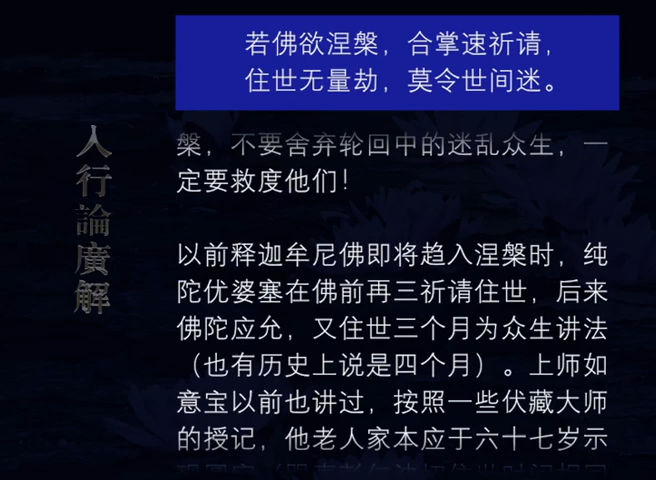 若佛欲涅槃，合掌速祈请，
住世无量劫，莫令世间迷。
入行論廣解
槃，不要舍弃轮回中的迷乱众生，一
定要救度他们！
以前释迦牟尼佛即将趋入涅槃时，纯
陀优婆塞在佛前再三祈请住世，后来
佛陀应允，又住世三个月为众生讲法
（也有历史上说是四个月）。上师如
意宝以前也讲过，按照一些伏藏大师
的授记，他老人家本应于六十七岁示